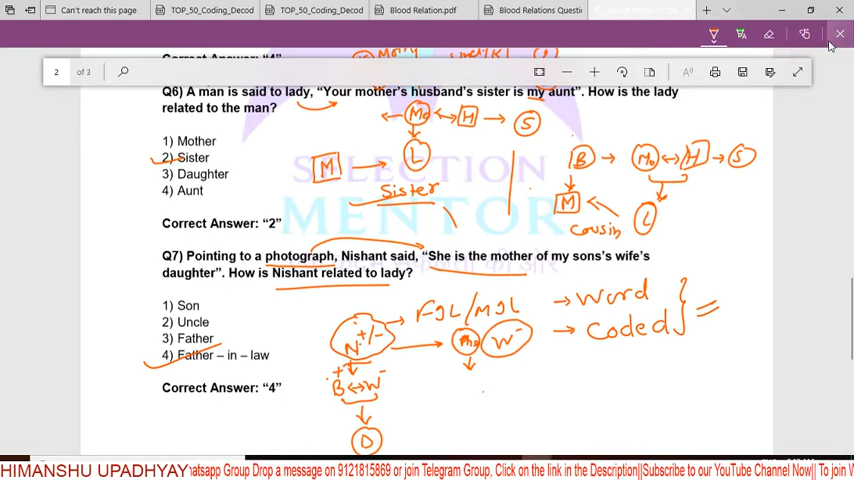 Can't reach this page
TOP_50_Coding_Decod
TOP_50_Coding_Decod
Blood Relation.pdf
Blood Relations Questi
2 of 3
Correct Answer: "4"
Q6) A man is said to lady, "Your mother's husband's sister is my aunt". How is the lady
related to the man?
Mo H S
1) Mother
2) Sister
3) Daughter
4) Aunt
M L
Sister
B Mo H S
M L
cousin
Correct Answer: "2"
SELECTION
MENTOR
Q7) Pointing to a photograph, Nishant said, "She is the mother of my sons's wife's
daughter". How is Nishant related to lady?
1) Son
2) Uncle
3) Father
4) Father – in – law
FIL/MIL
N +/-
W -
Word
Coded } =
+ B W -
D
Correct Answer: "4"
HIMANSHU UPADHYAY
hatsapp Group Drop a message on 9121815869 or join Telegram Group, Click on the link in the Description||Subscribe to our YouTube Channel Now||To Join